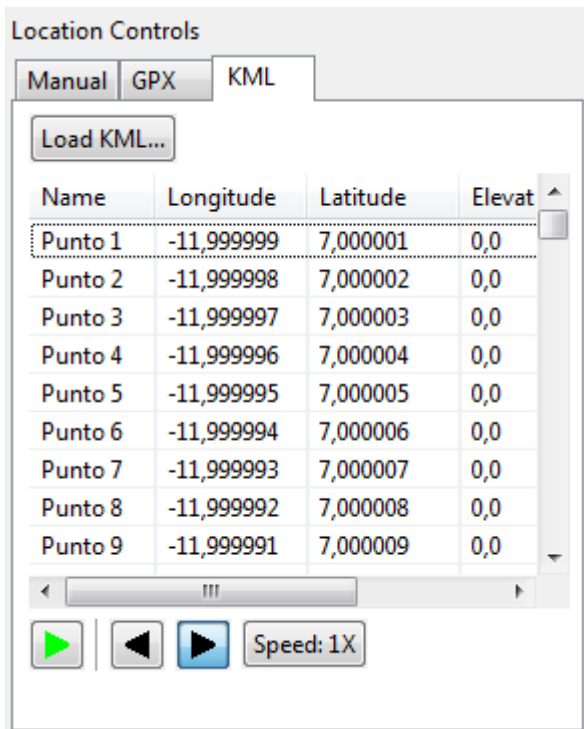 Location Controls
Manual GPX KML
Load KML...
Name Longitude Latitude Elevat
Punto 1 -11,999999 7,000001 0,0
Punto 2 -11,999998 7,000002 0,0
Punto 3 -11,999997 7,000003 0,0
Punto 4 -11,999996 7,000004 0,0
Punto 5 -11,999995 7,000005 0,0
Punto 6 -11,999994 7,000006 0,0
Punto 7 -11,999993 7,000007 0,0
Punto 8 -11,999992 7,000008 0,0
Punto 9 -11,999991 7,000009 0,0
Speed: 1X